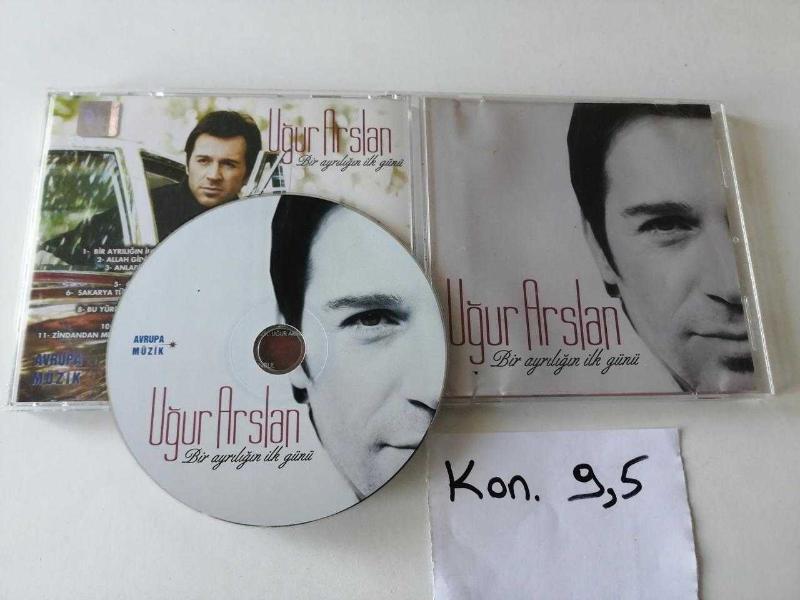 Uğur Arslan
Bir ayrılığın ilk günü
1- BİR AYRILIĞIN
2- ALLAH
3-
5-
6- SAKARYA
8- BU
10
11- ZİNDANDAN
AVRUPA
MÜZİK
Uğur Arslan
Bir ayrılığın ilk günü
AVRUPA
MÜZİK
Uğur Arslan
Bir ayrılığın ilk günü
Kon. 9,5